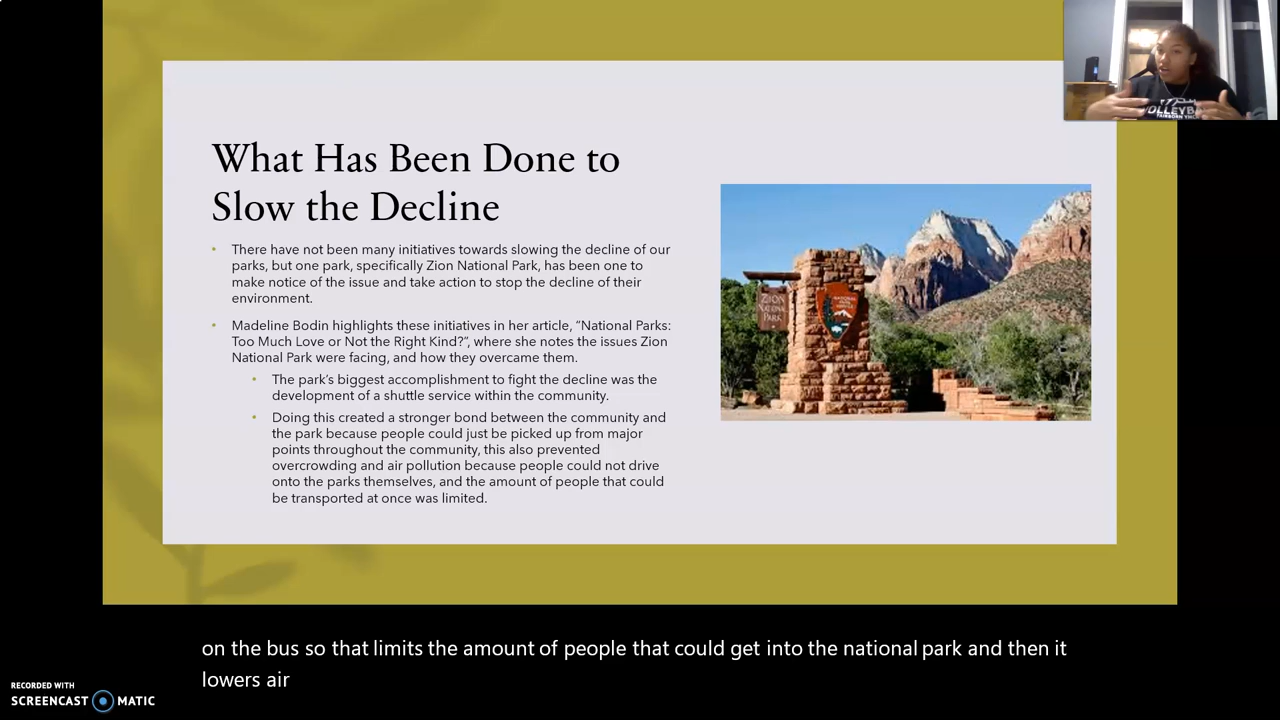 What Has Been Done to
Slow the Decline
• There have not been many initiatives towards slowing the decline of our
parks, but one park, specifically Zion National Park, has been one to
make notice of the issue and take action to stop the decline of their
environment.
• Madeline Bodin highlights these initiatives in her article, “National Parks:
Too Much Love or Not the Right Kind?”, where she notes the issues Zion
National Park were facing, and how they overcame them.
• The park’s biggest accomplishment to fight the decline was the
development of a shuttle service within the community.
• Doing this created a stronger bond between the community and
the park because people could just be picked up from major
points throughout the community, this also prevented
overcrowding and air pollution because people could not drive
onto the parks themselves, and the amount of people that could
be transported at once was limited.
ZION
NATIONAL
PARK
NATIONAL
PARK
SERVICE
VOLLEYB
FAIRBORN YMCA
on the bus so that limits the amount of people that could get into the national park and then it
lowers air
RECORDED WITH
SCREENCAST MATIC